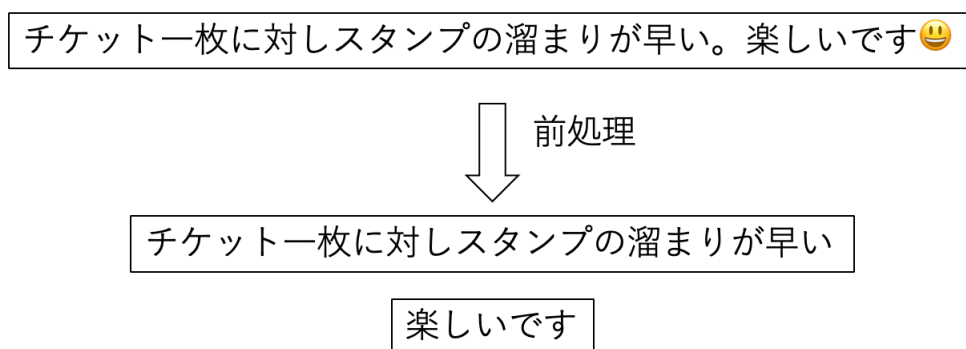 チケット一枚に対しスタンプの溜まりが早い。楽しいです😃
前処理
チケット一枚に対しスタンプの溜まりが早い
楽しいです